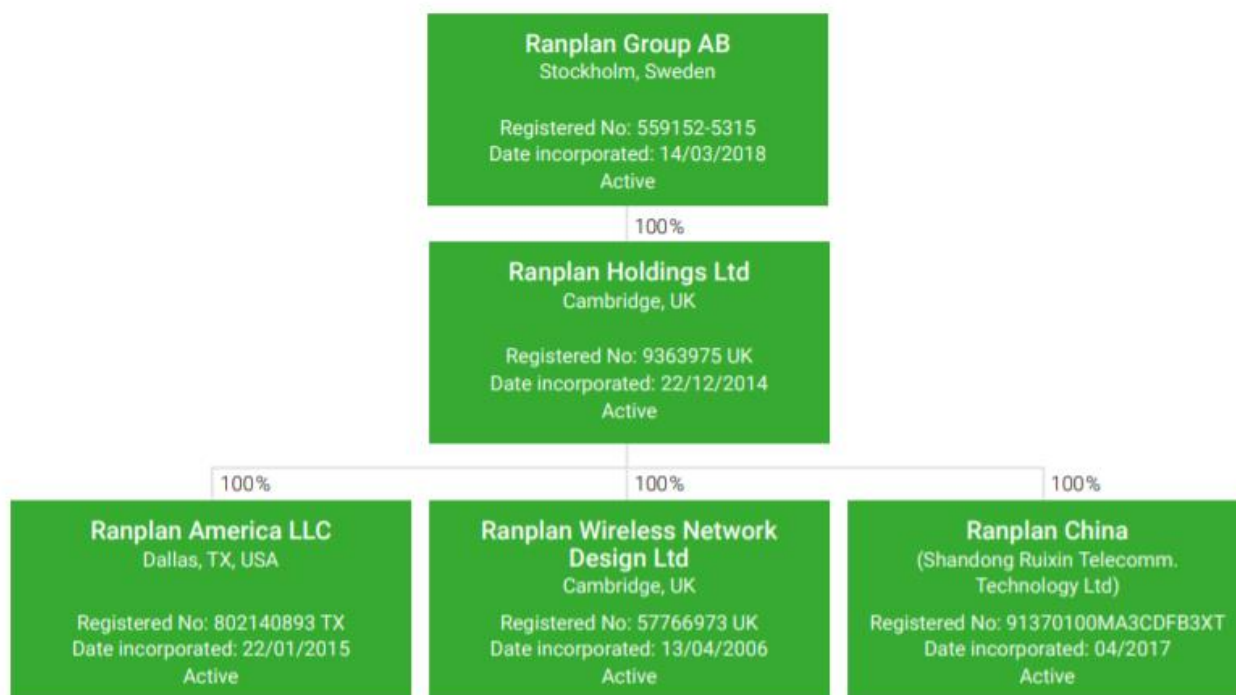 Ranplan Group AB
Stockholm, Sweden
Registered No: 559152-5315
Date incorporated: 14/03/2018
Active
100%
Ranplan Holdings Ltd
Cambridge, UK
Registered No: 9363975 UK
Date incorporated: 22/12/2014
Active
100%
100%
100%
Ranplan America LLC
Dallas, TX, USA
Registered No: 802140893 TX
Date incorporated: 22/01/2015
Active
Ranplan Wireless Network
Design Ltd
Cambridge, UK
Registered No: 57766973 UK
Date incorporated: 13/04/2006
Active
Ranplan China
(Shandong Ruixin Telecomm.
Technology Ltd)
Registered No: 91370100MA3CDFB3XT
Date incorporated: 04/2017
Active